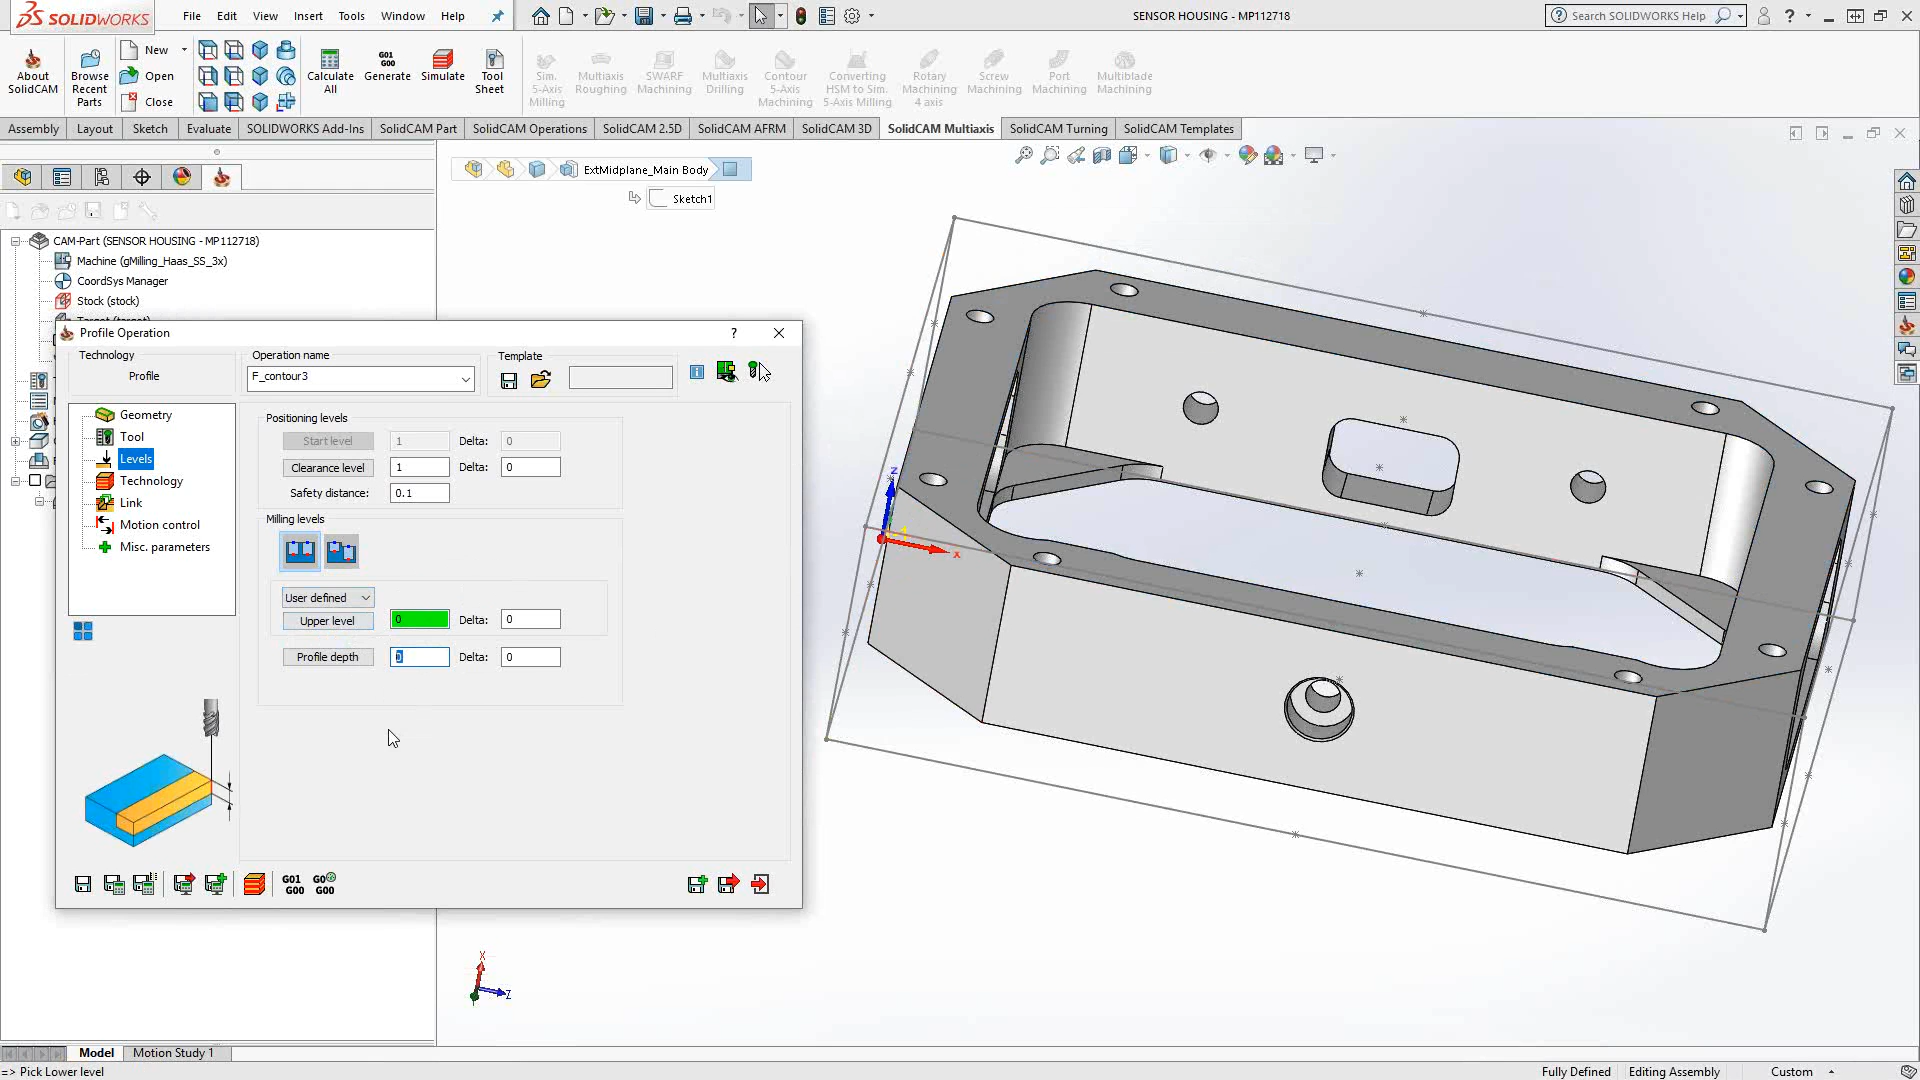 SOLIDWORKS
File Edit View Insert Tools Window Help
SENSOR HOUSING - MP112718
Search SOLIDWORKS Help
About SolidCAM
Browse Recent Parts
New
Open
Close
Calculate All
G01 G00
Generate
Simulate
Tool Sheet
Sim. 5-Axis Milling
Multiaxis Roughing
SWARF Machining
Multiaxis Drilling
Contour 5-Axis Machining
Converting HSM to Sim. 5-Axis Milling
Rotary Machining 4 axis
Screw Machining
Port Machining
Multiblade Machining
Assembly Layout Sketch Evaluate SOLIDWORKS Add-Ins SolidCAM Part SolidCAM Operations SolidCAM 2.5D SolidCAM AFRM SolidCAM 3D SolidCAM Multiaxis SolidCAM Turning SolidCAM Templates
ExtMidplane_Main Body
Sketch1
CAM-Part (SENSOR HOUSING - MP112718)
Machine (gMilling_Haas_SS_3x)
CoordSys Manager
Stock (stock)
Target (target)
Profile Operation
Technology
Profile
Operation name
F_contour3
Template
Geometry
Tool
Levels
Technology
Link
Motion control
Misc. parameters
Positioning levels
Start level 1 Delta: 0
Clearance level 1 Delta: 0
Safety distance: 0.1
Milling levels
User defined
Upper level 0 Delta: 0
Profile depth 0 Delta: 0
G01 G00
G0 G00
Z
X
X
Z
Model Motion Study 1
=> Pick Lower level
Fully Defined Editing Assembly Custom